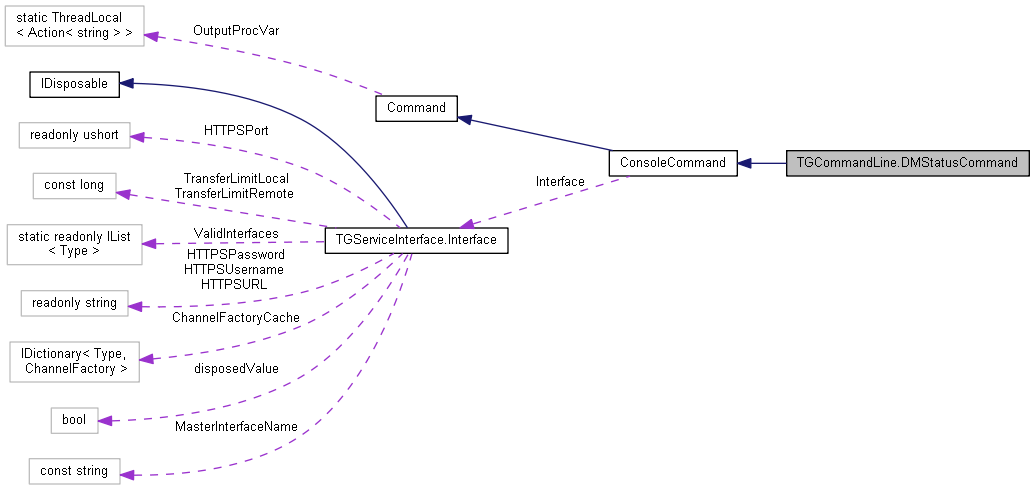 static ThreadLocal
< Action< string > >
OutputProcVar
IDisposable
Command
readonly ushort
HTTPSPort
ConsoleCommand
TGCommandLine.DMStatusCommand
const long
TransferLimitLocal
TransferLimitRemote
Interface
static readonly IList
< Type >
ValidInterfaces
TGServiceInterface.Interface
HTTPSPassword
HTTPSUsername
HTTPSURL
readonly string
ChannelFactoryCache
IDictionary< Type,
ChannelFactory >
disposedValue
bool
MasterInterfaceName
const string